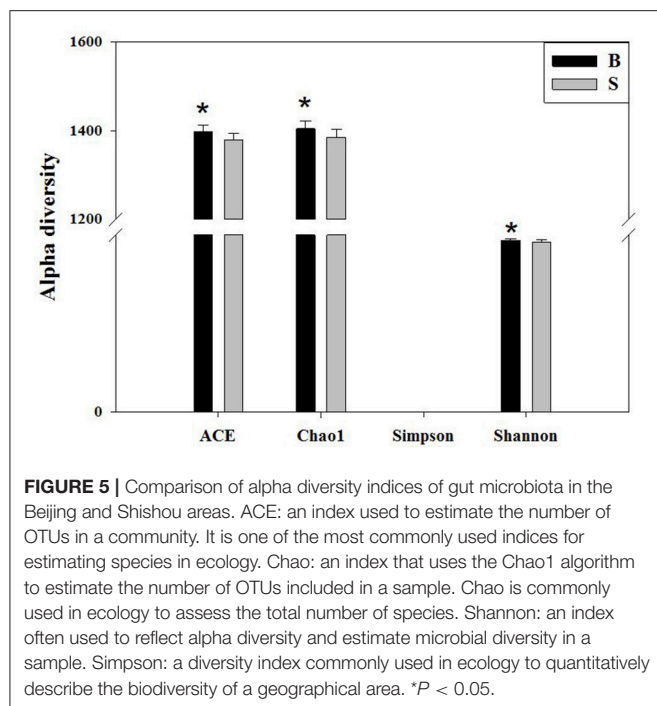 1600
B
S
* *
1400
Alpha diversity
1200
*
0
ACE Chao1 Simpson Shannon
FIGURE 5 | Comparison of alpha diversity indices of gut microbiota in the
Beijing and Shishou areas. ACE: an index used to estimate the number of
OTUs in a community. It is one of the most commonly used indices for
estimating species in ecology. Chao: an index that uses the Chao1 algorithm
to estimate the number of OTUs included in a sample. Chao is commonly
used in ecology to assess the total number of species. Shannon: an index
often used to reflect alpha diversity and estimate microbial diversity in a
sample. Simpson: a diversity index commonly used in ecology to quantitatively
describe the biodiversity of a geographical area. *P < 0.05.